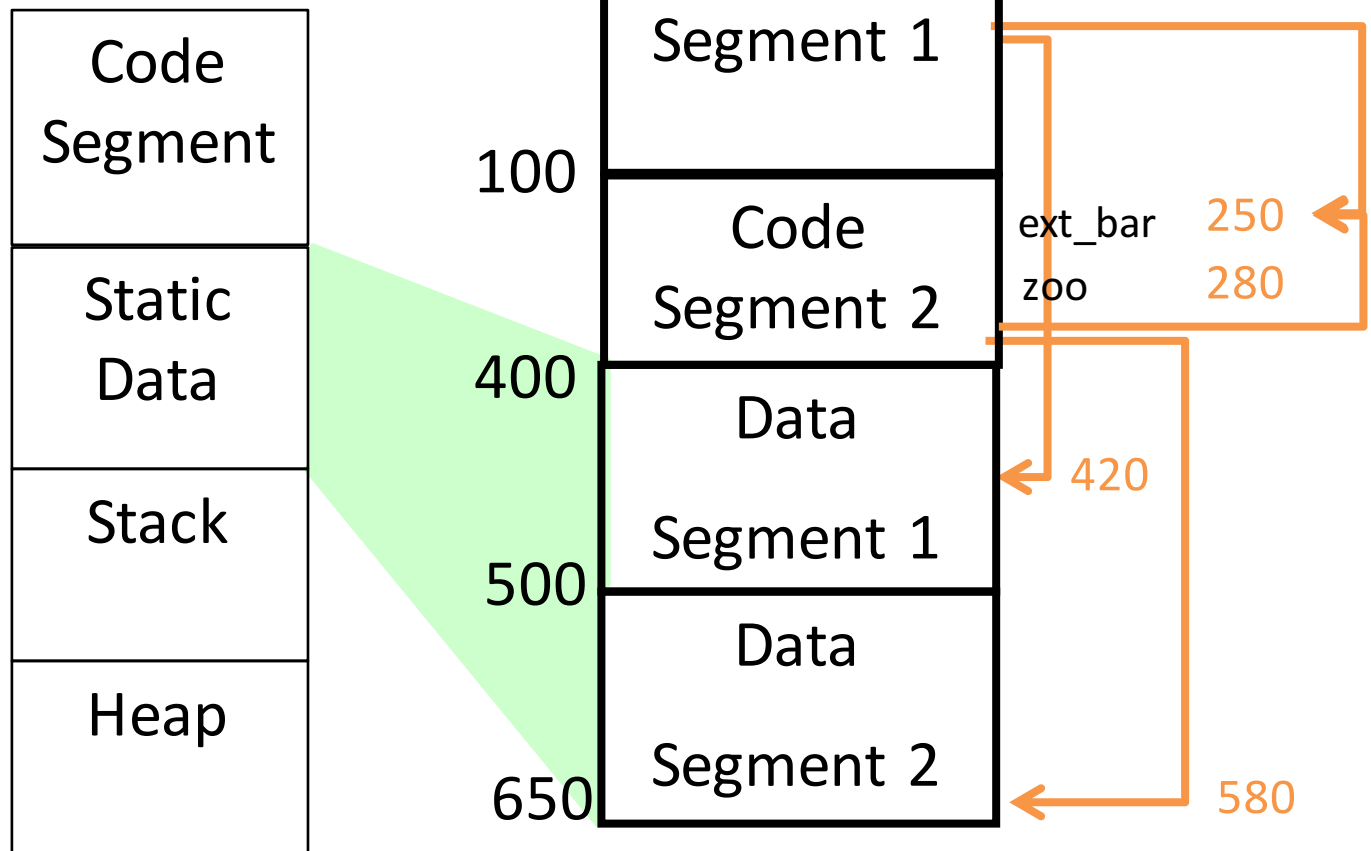 Code
Segment
Static
Data
Stack
Heap
Segment 1
100
Code
Segment 2
400
Data
Segment 1
500
Data
Segment 2
650
ext_bar 250
zoo 280
420
580